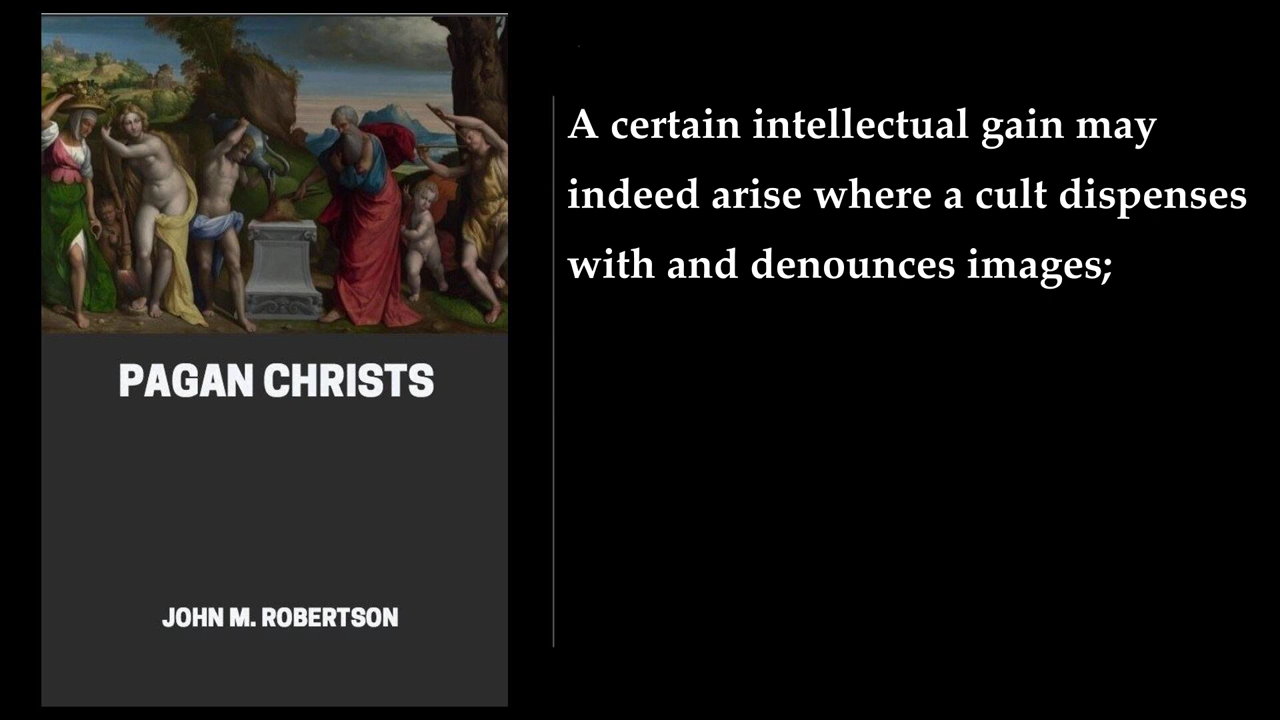 PAGAN CHRISTS
JOHN M. ROBERTSON
A certain intellectual gain may
indeed arise where a cult dispenses
with and denounces images;